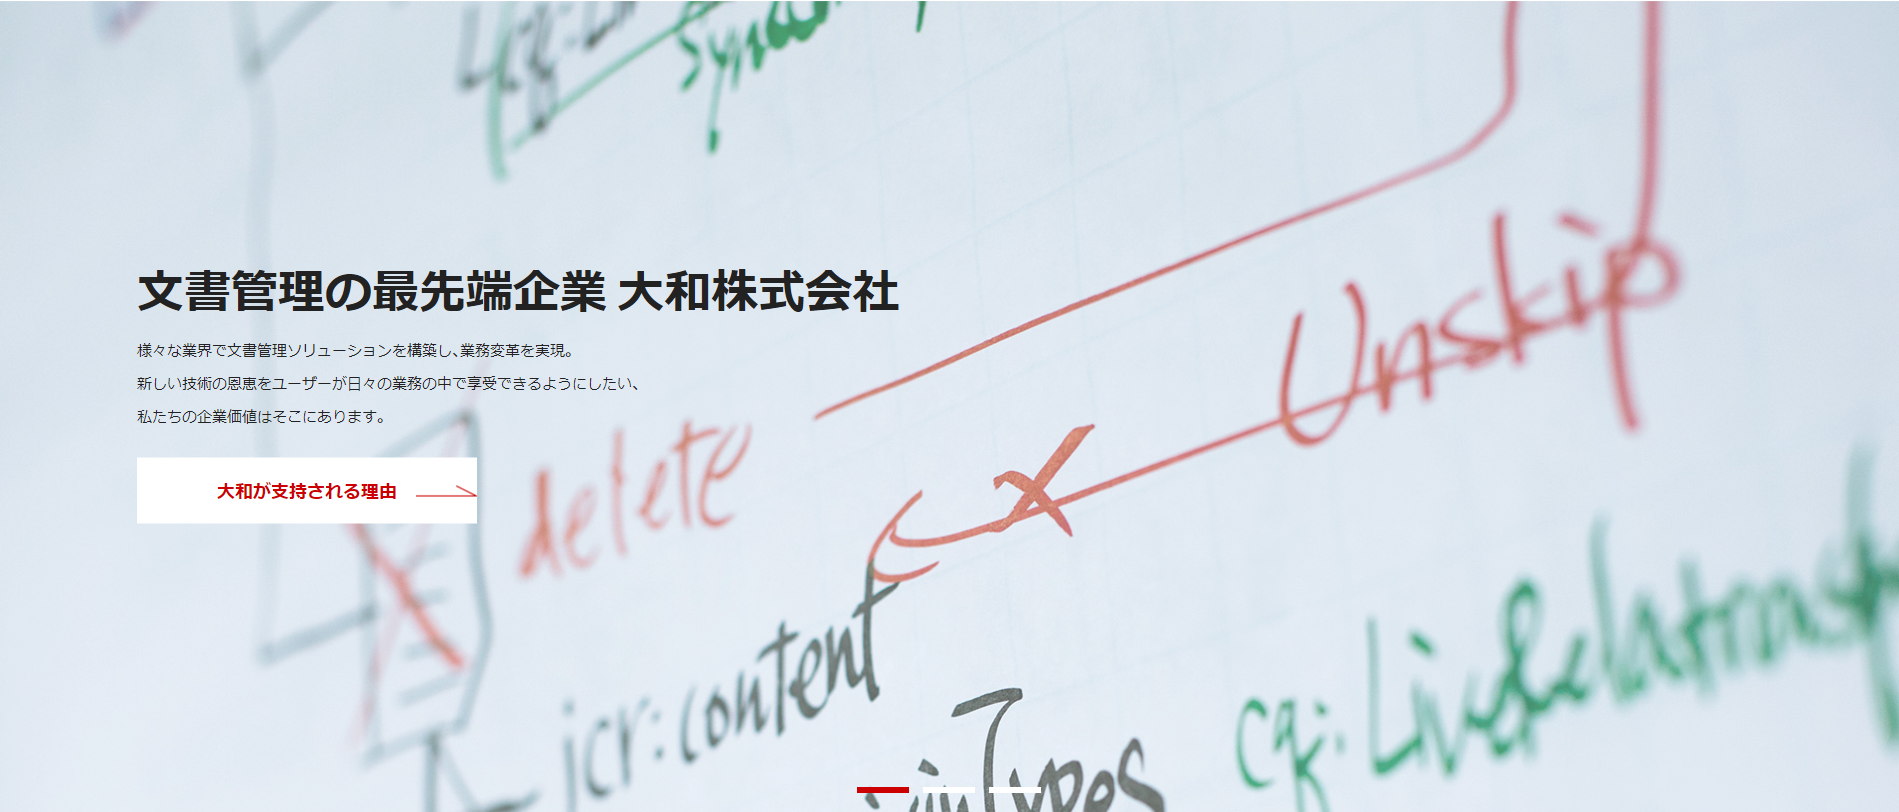 文書管理の最先端企業 大和株式会社
様々な業界で文書管理ソリューションを構築し、業務変革を実現。
新しい技術の恩恵をユーザーが日々の業務の中で享受できるようにしたい、
私たちの企業価値はそこにあります。
大和が支持される理由
Unskip
delete
jcr:content